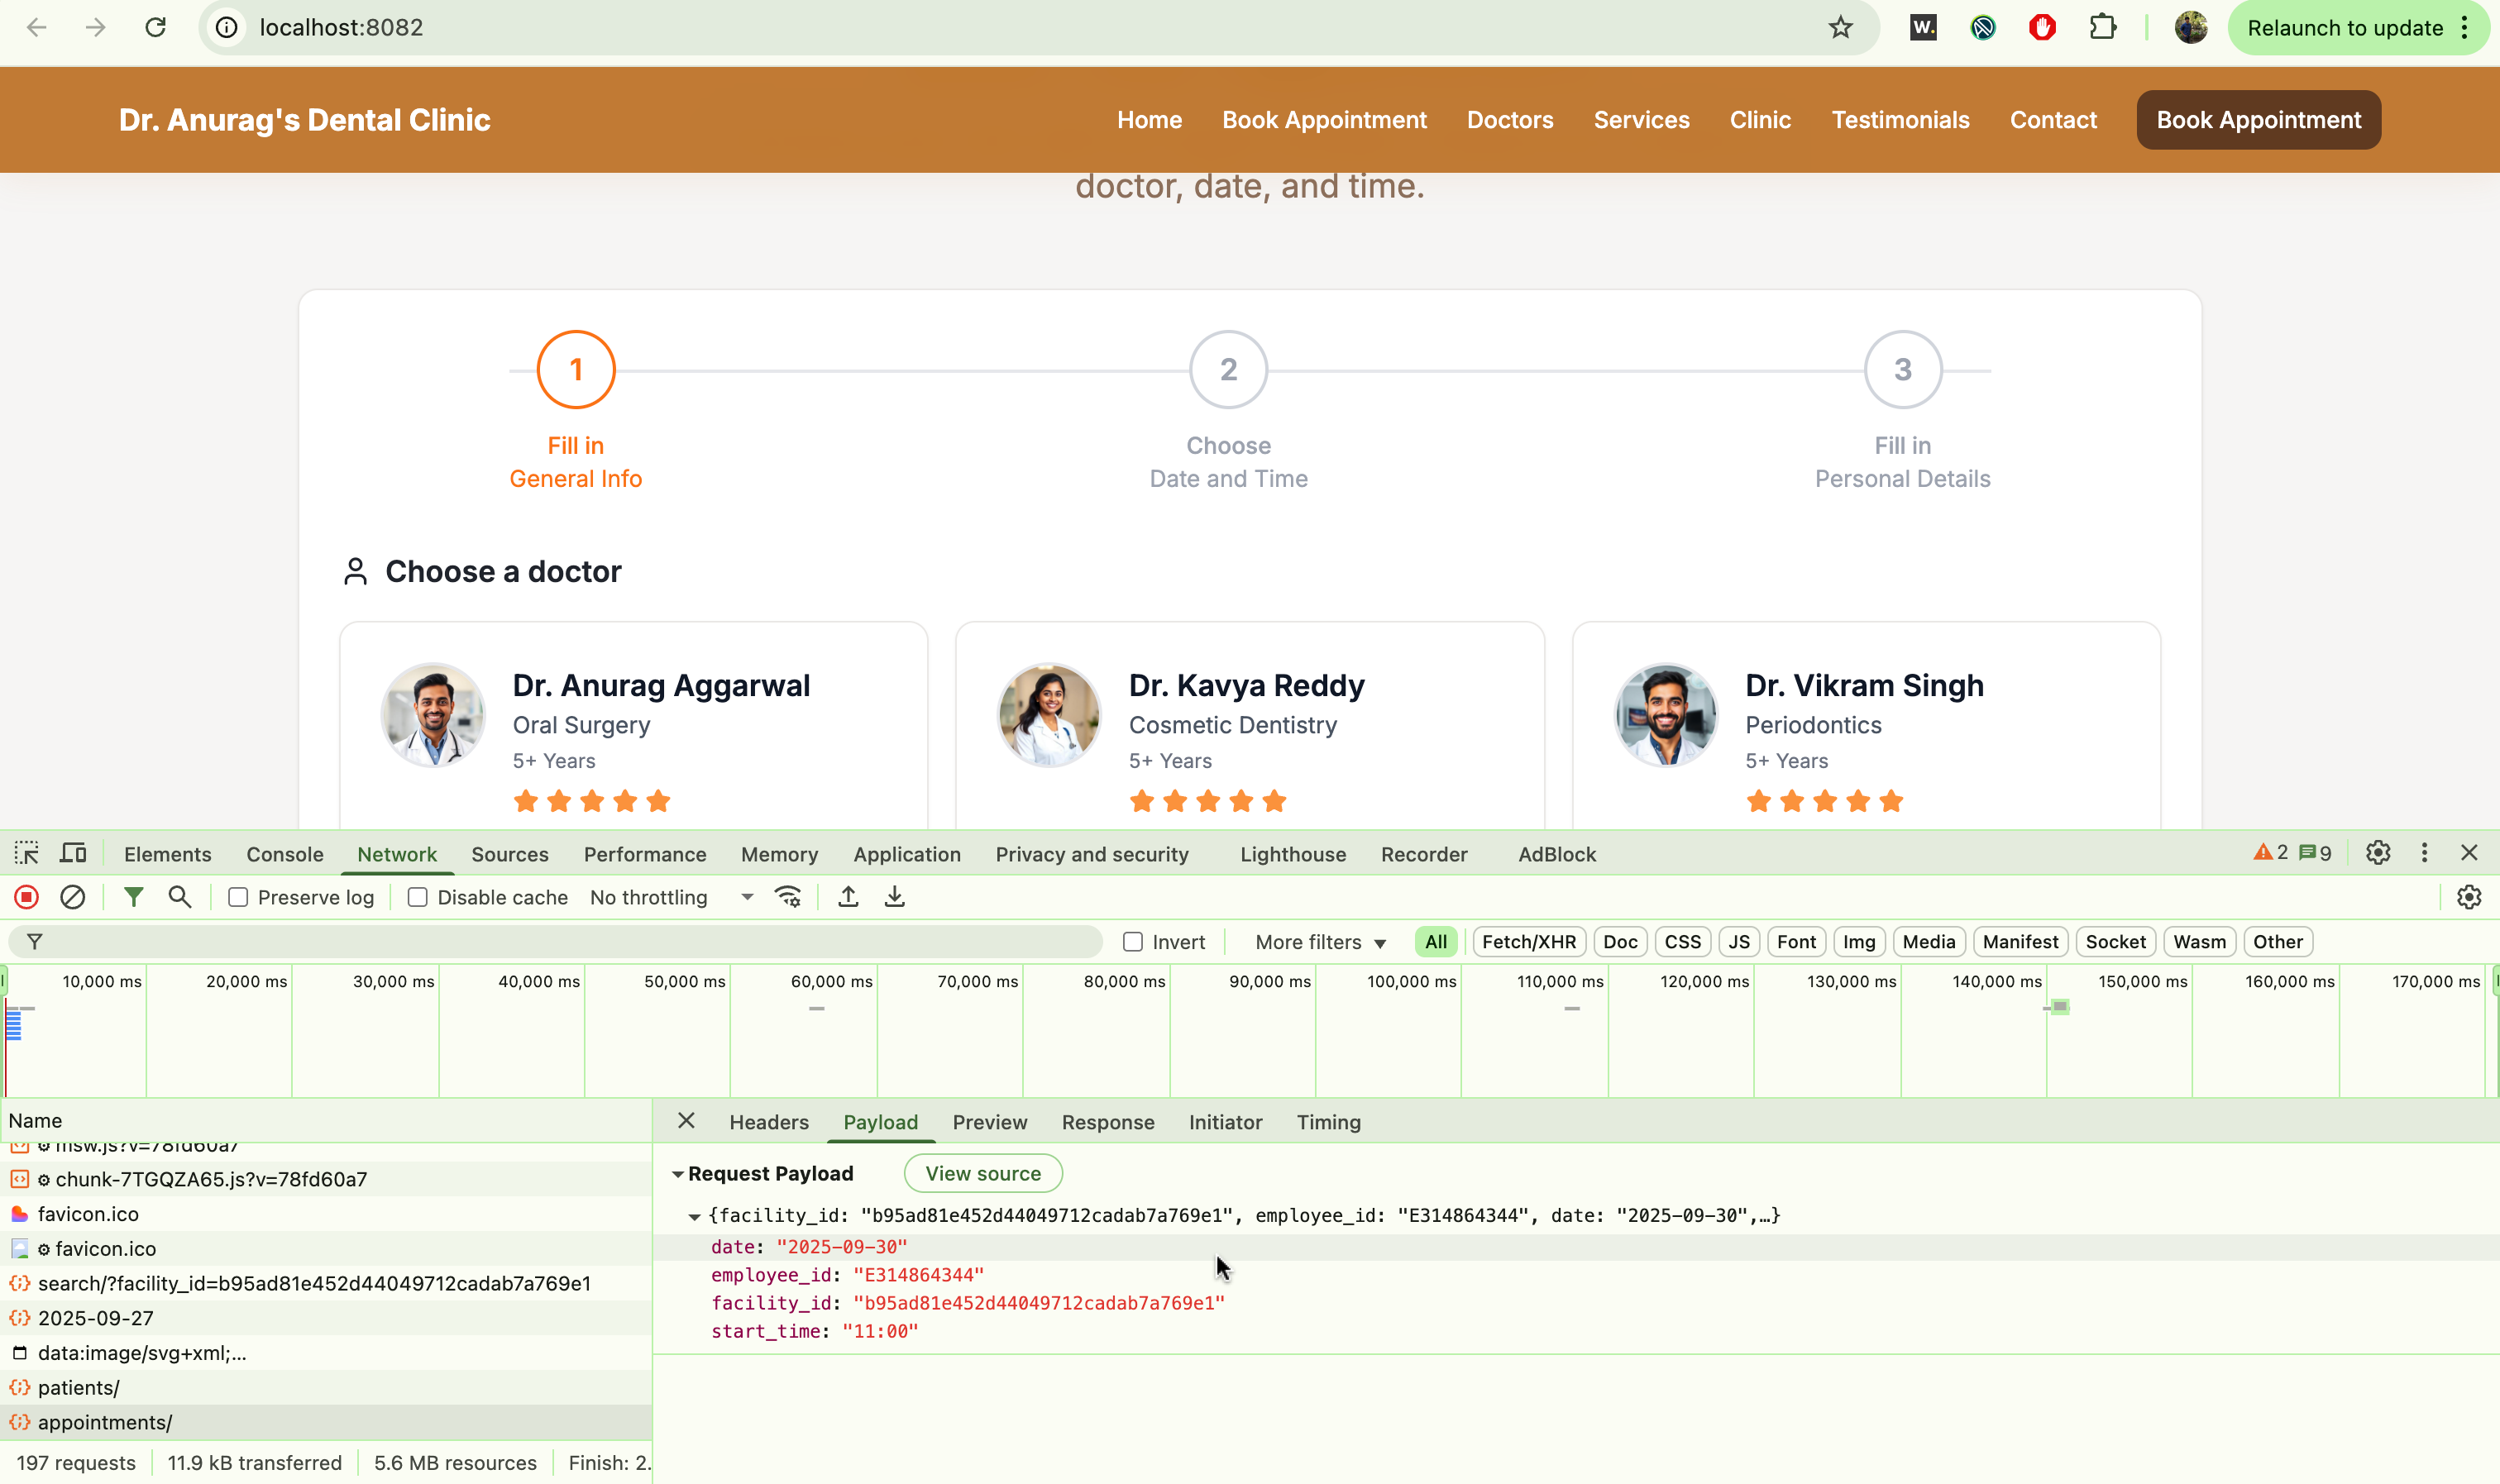 localhost:8082
W.
Relaunch to update
Dr. Anurag's Dental Clinic
Home
Book Appointment
Doctors
Services
Clinic
Testimonials
Contact
Book Appointment
doctor, date, and time.
1
2
3
Fill in
General Info
Choose
Date and Time
Fill in
Personal Details
Choose a doctor
Dr. Anurag Aggarwal
Oral Surgery
5+ Years
Dr. Kavya Reddy
Cosmetic Dentistry
5+ Years
Dr. Vikram Singh
Periodontics
5+ Years
Elements
Console
Network
Sources
Performance
Memory
Application
Privacy and security
Lighthouse
Recorder
AdBlock
2
9
Preserve log
Disable cache
No throttling
Invert
More filters
All
Fetch/XHR
Doc
CSS
JS
Font
Img
Media
Manifest
Socket
Wasm
Other
10,000 ms
20,000 ms
30,000 ms
40,000 ms
50,000 ms
60,000 ms
70,000 ms
80,000 ms
90,000 ms
100,000 ms
110,000 ms
120,000 ms
130,000 ms
140,000 ms
150,000 ms
160,000 ms
170,000 ms
Name
msw.js?v=78fd60a7
chunk-7TGQZA65.js?v=78fd60a7
favicon.ico
favicon.ico
search/?facility_id=b95ad81e452d44049712cadab7a769e1
2025-09-27
data:image/svg+xml;...
patients/
appointments/
197 requests
11.9 kB transferred
5.6 MB resources
Finish: 2.
Headers
Payload
Preview
Response
Initiator
Timing
Request Payload
View source
{facility_id: "b95ad81e452d44049712cadab7a769e1", employee_id: "E314864344", date: "2025-09-30",…}
date: "2025-09-30"
employee_id: "E314864344"
facility_id: "b95ad81e452d44049712cadab7a769e1"
start_time: "11:00"